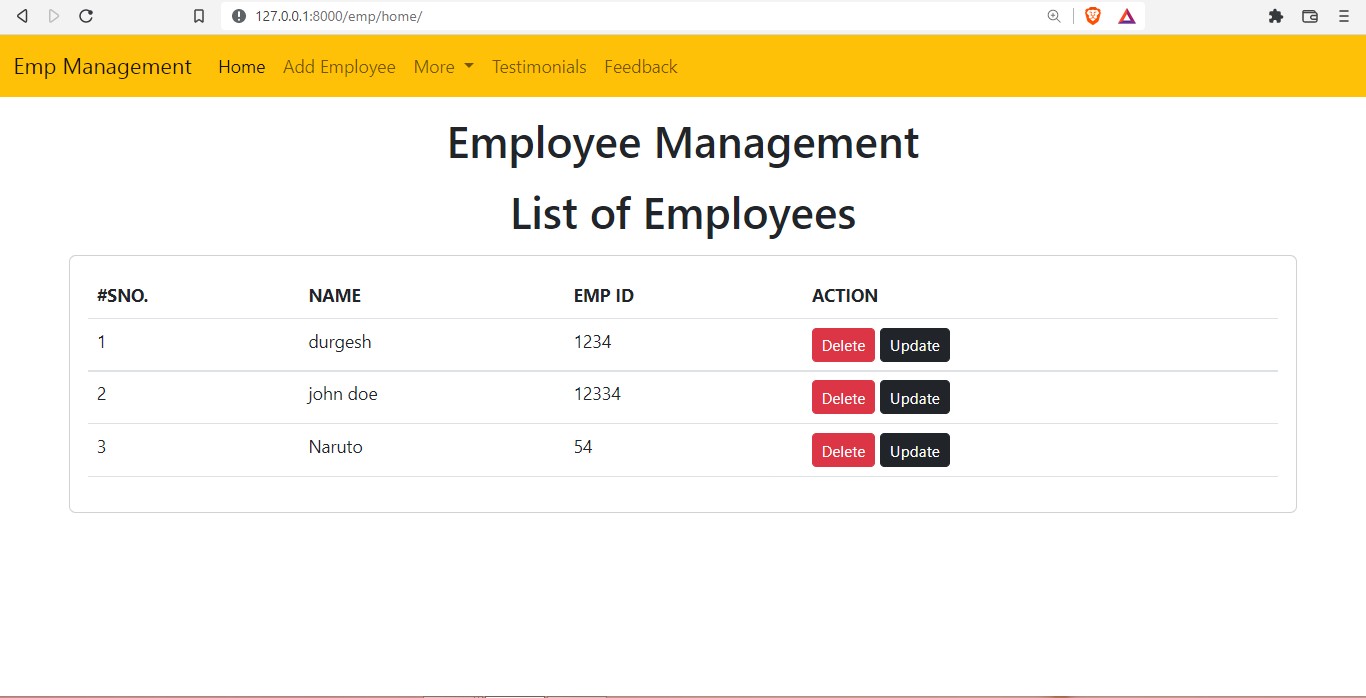 127.0.0.1:8000/emp/home/
Emp Management Home Add Employee More Testimonials Feedback
Employee Management
List of Employees
#SNO. NAME EMP ID ACTION
1 durgesh 1234 Delete Update
2 john doe 12334 Delete Update
3 Naruto 54 Delete Update